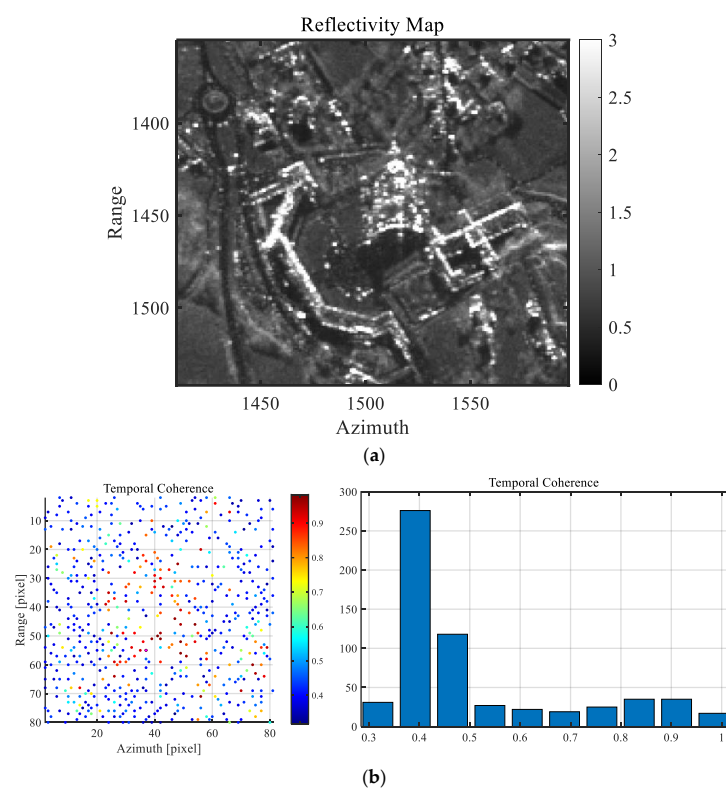 Reflectivity Map
3
2.5
2
1.5
1
0.5
0
1400
1450
1500
Range
1450 1500 1550
Azimuth
(a)
Temporal Coherence
10
20
30
40
50
60
70
80
Range [pixel]
20 40 60 80
Azimuth [pixel]
0.9
0.8
0.7
0.6
0.5
0.4
Temporal Coherence
300
250
200
150
100
50
0
0.3 0.4 0.5 0.6 0.7 0.8 0.9 1
(b)